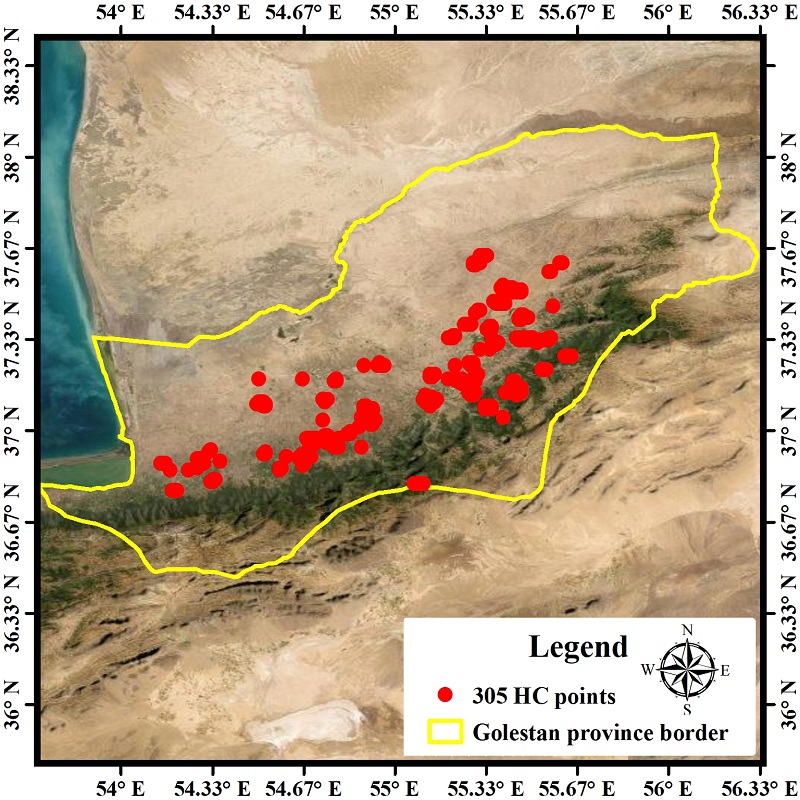 54° E 54.33° E 54.67° E 55° E 55.33° E 55.67° E 56° E 56.33° E
38.33° N 38.33° N
38° N 38° N
37.67° N 37.67° N
37.33° N 37.33° N
37° N 37° N
36.67° N 36.67° N
36.33° N 36.33° N
36° N 36° N
Legend
N
W E
S
305 HC points
Golestan province border
54° E 54.33° E 54.67° E 55° E 55.33° E 55.67° E 56° E 56.33° E